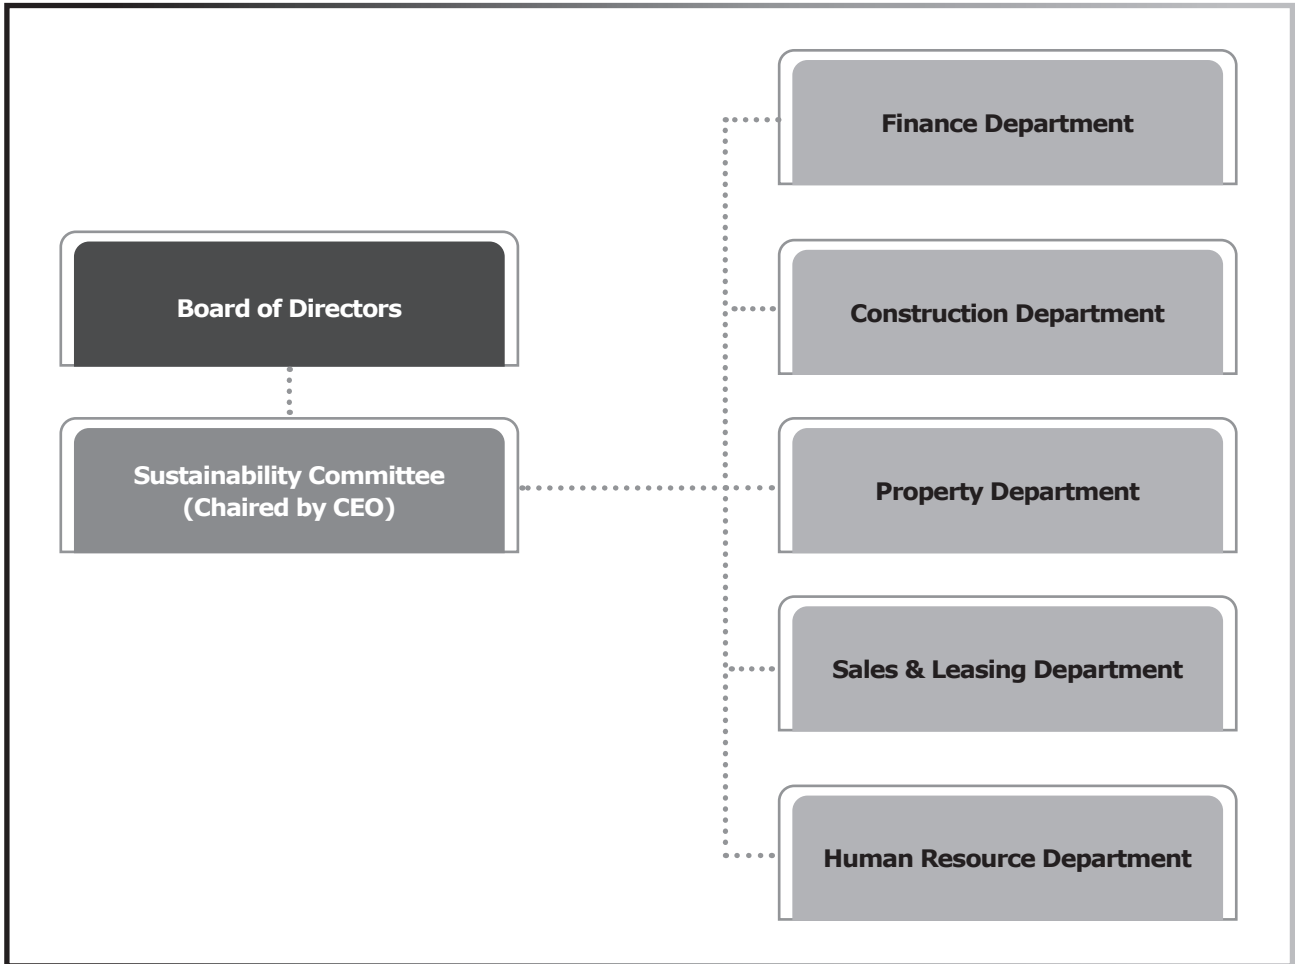 Board of Directors
Sustainability Committee
(Chaired by CEO)
Finance Department
Construction Department
Property Department
Sales & Leasing Department
Human Resource Department